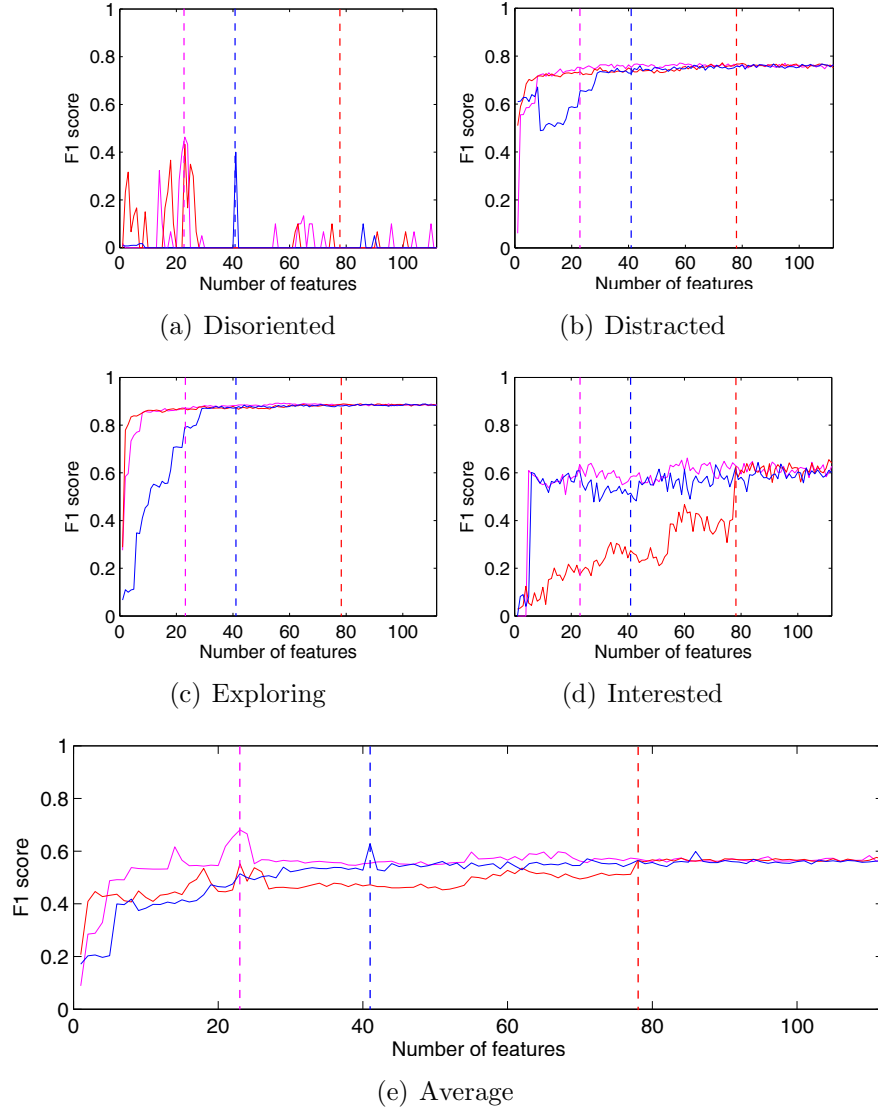 1
0.8
0.6
0.4
0.2
0
F1 score
0 20 40 60 80 100
Number of features
(a) Disoriented
1
0.8
0.6
0.4
0.2
0
F1 score
0 20 40 60 80 100
Number of features
(b) Distracted
1
0.8
0.6
0.4
0.2
0
F1 score
0 20 40 60 80 100
Number of features
(c) Exploring
1
0.8
0.6
0.4
0.2
0
F1 score
0 20 40 60 80 100
Number of features
(d) Interested
1
0.8
0.6
0.4
0.2
0
F1 score
0 20 40 60 80 100
Number of features
(e) Average